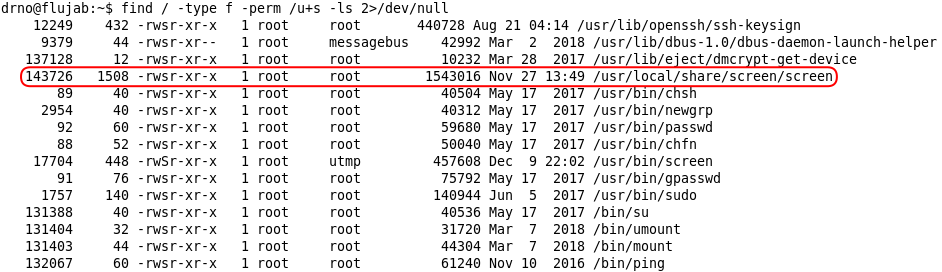 drno@flujab:~$ find / -type f -perm /u+s -ls 2>/dev/null
12249 432 -rwsr-xr-x 1 root root 440728 Aug 21 04:14 /usr/lib/openssh/ssh-keysign
9379 44 -rwsr-xr-- 1 root messagebus 42992 Mar 2 2018 /usr/lib/dbus-1.0/dbus-daemon-launch-helper
137128 12 -rwsr-xr-x 1 root root 10232 Mar 28 2017 /usr/lib/eject/dmcrypt-get-device
143726 1508 -rwsr-xr-x 1 root root 1543016 Nov 27 13:49 /usr/local/share/screen/screen
89 40 -rwsr-xr-x 1 root root 40504 May 17 2017 /usr/bin/chsh
2954 40 -rwsr-xr-x 1 root root 40312 May 17 2017 /usr/bin/newgrp
92 60 -rwsr-xr-x 1 root root 59680 May 17 2017 /usr/bin/passwd
88 52 -rwsr-xr-x 1 root root 50040 May 17 2017 /usr/bin/chfn
17704 448 -rwSr-xr-x 1 root utmp 457608 Dec 9 22:02 /usr/bin/screen
91 76 -rwsr-xr-x 1 root root 75792 May 17 2017 /usr/bin/gpasswd
1757 140 -rwsr-xr-x 1 root root 140944 Jun 5 2017 /usr/bin/sudo
131388 40 -rwsr-xr-x 1 root root 40536 May 17 2017 /bin/su
131404 32 -rwsr-xr-x 1 root root 31720 Mar 7 2018 /bin/umount
131403 44 -rwsr-xr-x 1 root root 44304 Mar 7 2018 /bin/mount
132067 60 -rwsr-xr-x 1 root root 61240 Nov 10 2016 /bin/ping